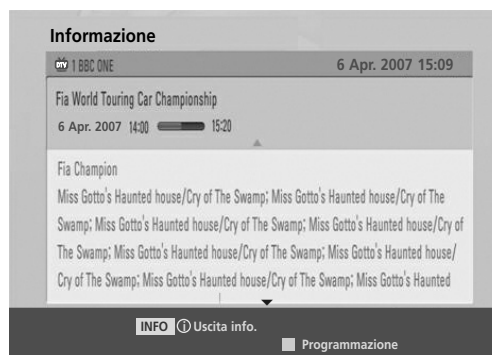 Informazione
DTV 1 BBC ONE 6 Apr. 2007 15:09
Fia World Touring Car Championship
6 Apr. 2007 14:00 15:20
Fia Champion
Miss Gotto's Haunted house/Cry of The Swamp; Miss Gotto's Haunted house/Cry of The
Swamp; Miss Gotto's Haunted house/Cry of The Swamp; Miss Gotto's Haunted house/Cry of
The Swamp; Miss Gotto's Haunted house/Cry of The Swamp; Miss Gotto's Haunted house/
Cry of The Swamp; Miss Gotto's Haunted house/Cry of The Swamp; Miss Gotto's Haunted
INFO i Uscita info.
Programmazione